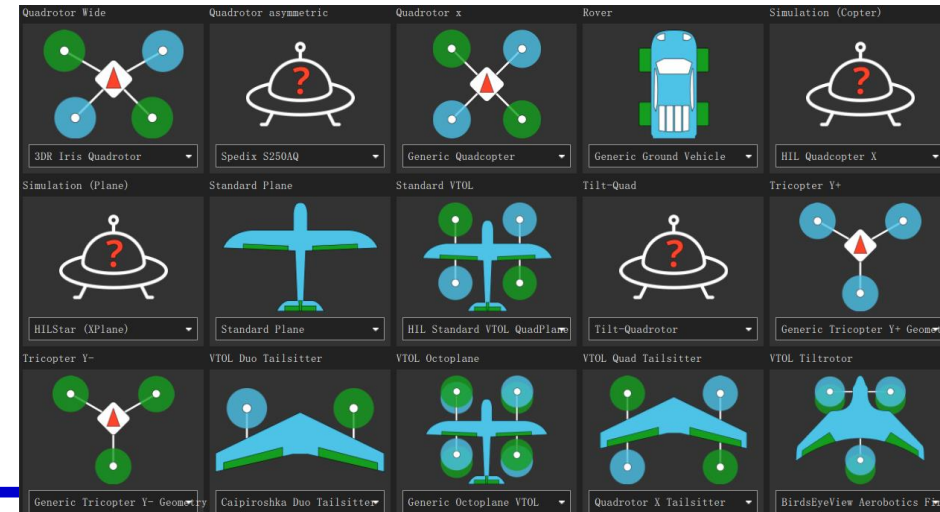 Quadrotor Wide
Quadrotor asymmetric
Quadrotor x
Rover
Simulation (Copter)
?
?
3DR Iris Quadrotor
Spedix S250AQ
Generic Quadcopter
Generic Ground Vehicle
HIL Quadcopter X
Simulation (Plane)
Standard Plane
Standard VTOL
Tilt-Quad
Tricopter Y+
?
?
HILStar (XPlane)
Standard Plane
HIL Standard VTOL QuadPlane
Tilt-Quadrotor
Generic Tricopter Y+
Tricopter Y-
VTOL Duo Tailsitter
VTOL Octoplane
VTOL Quad Tailsitter
VTOL Tiltrotor
Generic Tricopter Y- Geometry
Caipiroshka Duo Tailsitter
Generic Octoplane VTOL
Quadrotor X Tailsitter
BirdsEyeView Aerobotics